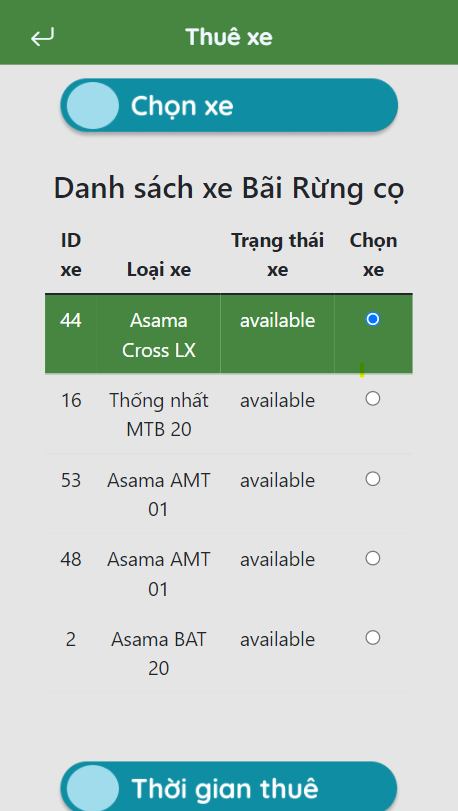 Thuê xe
Chọn xe
Danh sách xe Bãi Rừng cọ
ID xe Loại xe Trạng thái xe Chọn xe
44 Asama Cross LX available
16 Thống nhất MTB 20 available
53 Asama AMT 01 available
48 Asama AMT 01 available
2 Asama BAT 20 available
Thời gian thuê